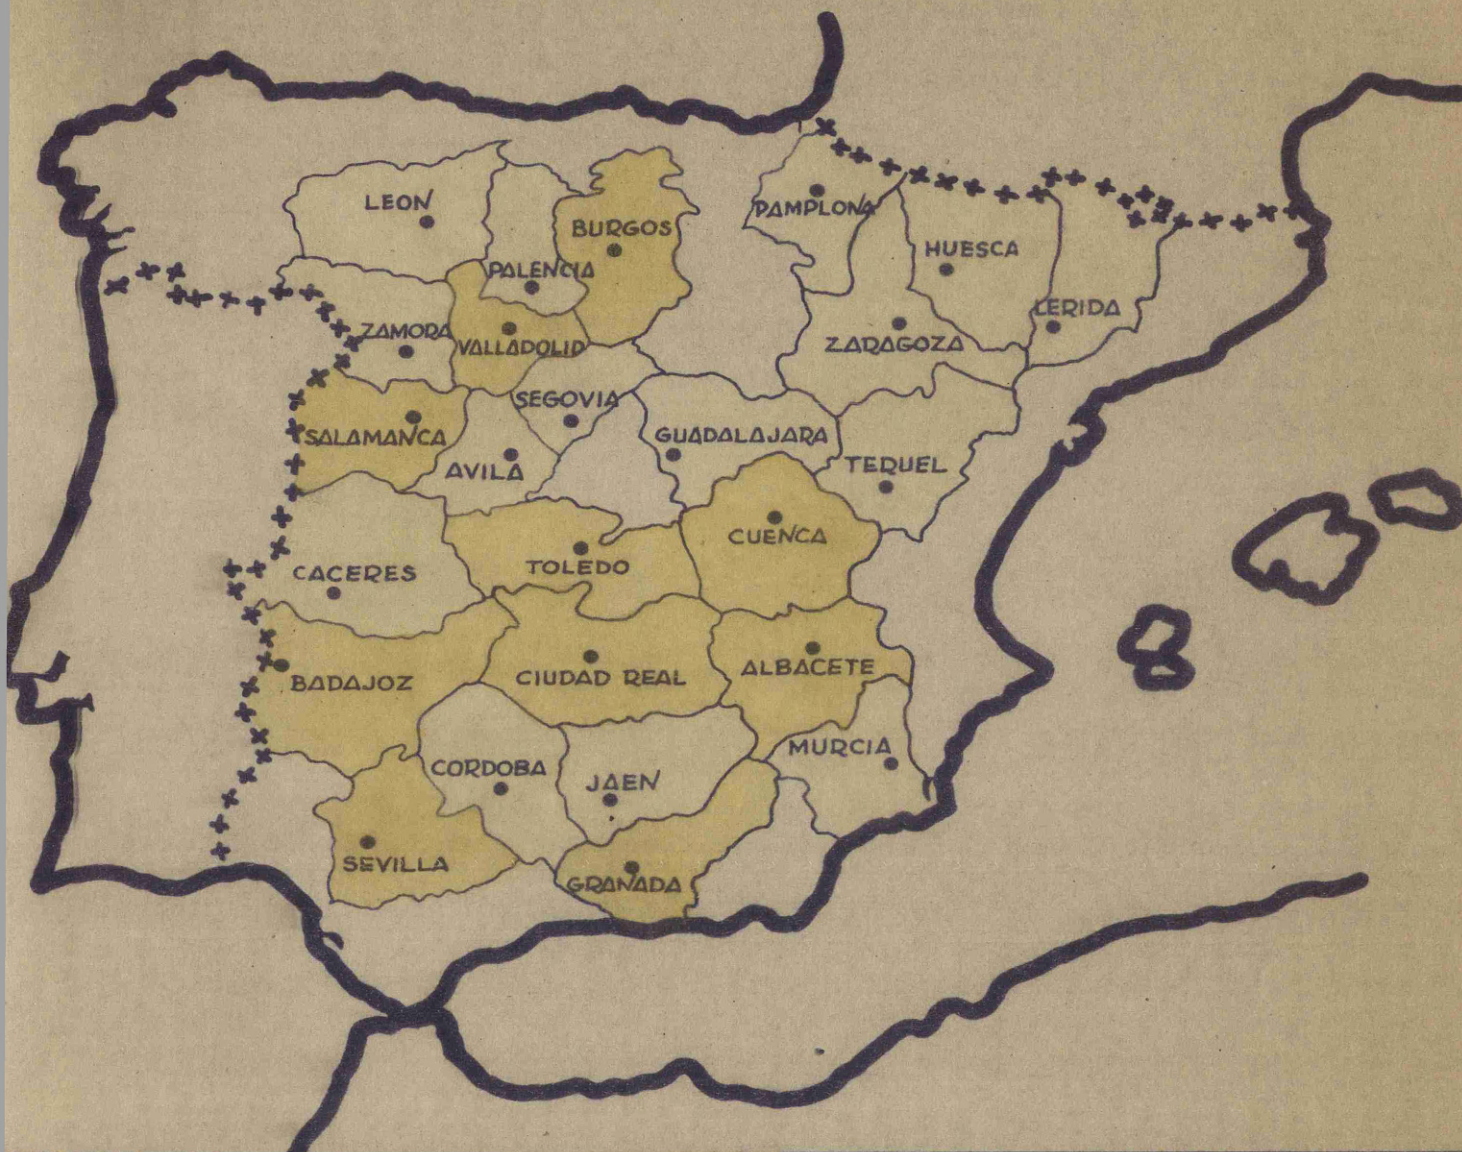 LEON
PAMPLONA
BURGOS
HUESCA
PALENCIA
LERIDA
ZAMORA
VALLADOLID
ZARAGOZA
SEGOVIA
SALAMANCA
GUADALAJARA
AVILA
TERUEL
CUENCA
TOLEDO
CACERES
ALBACETE
CIUDAD REAL
BADAJOZ
MURCIA
CORDOBA
JAEN
SEVILLA
GRANADA